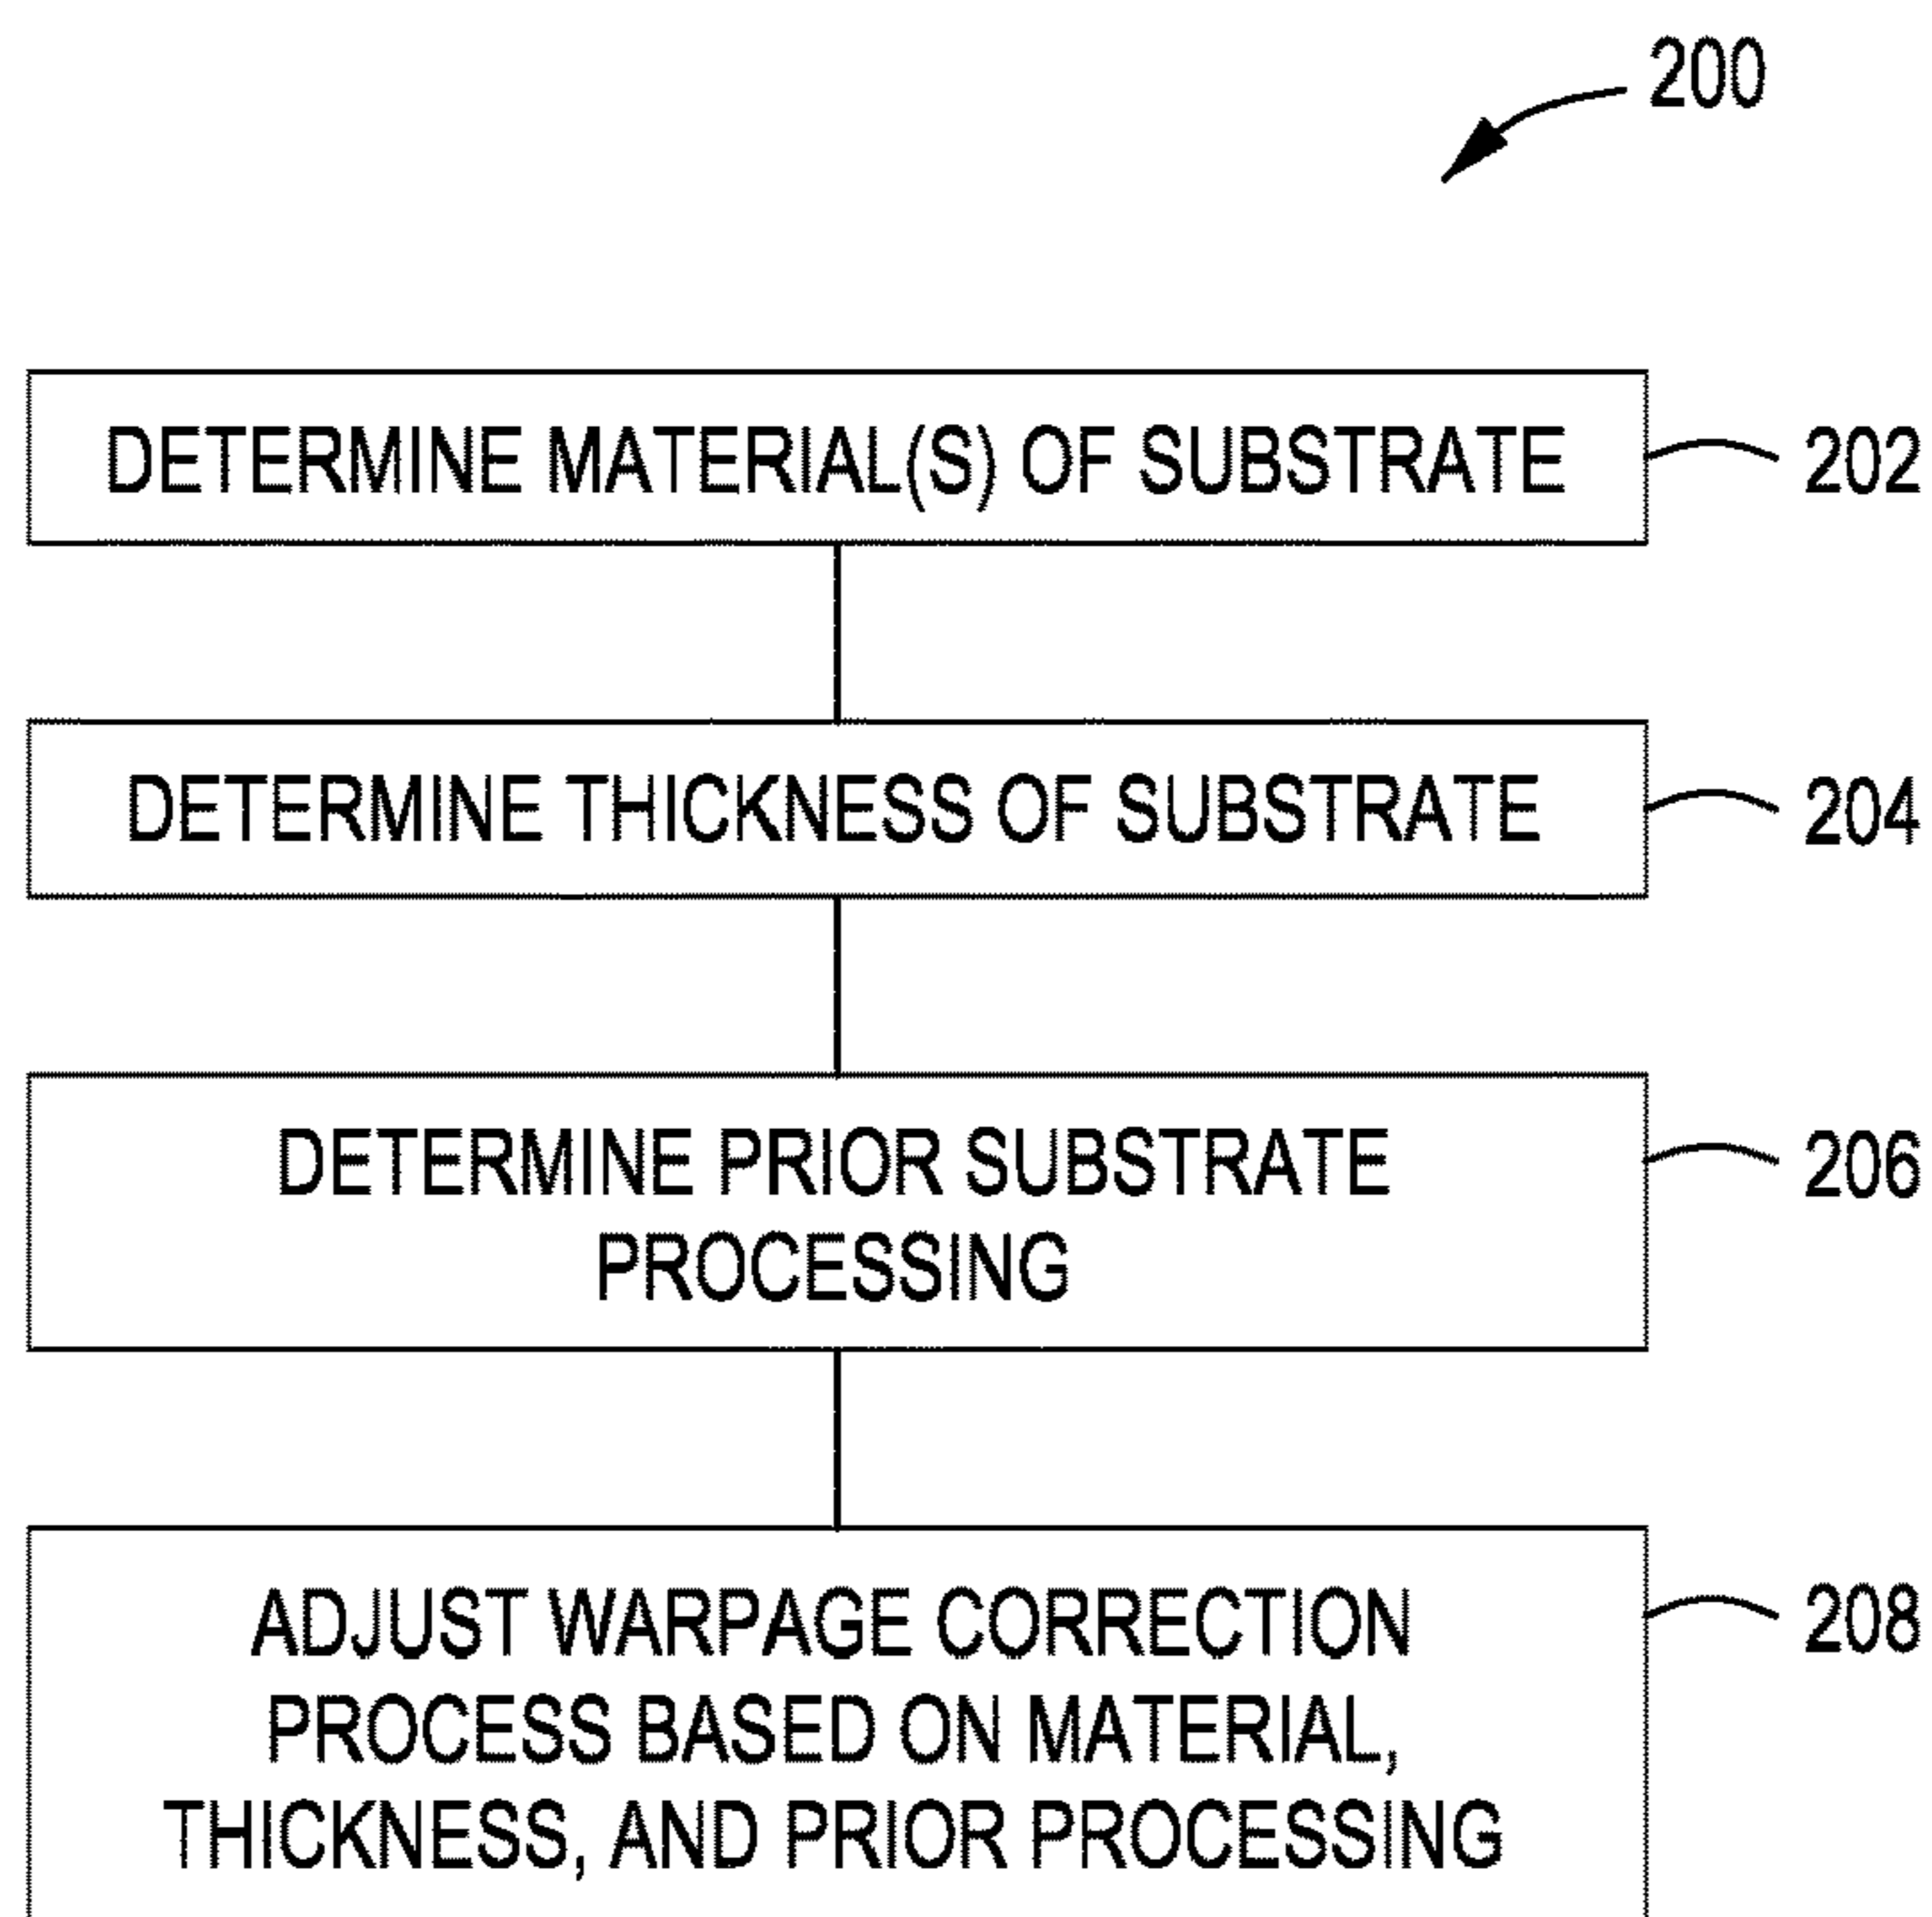 200
DETERMINE MATERIAL(S) OF SUBSTRATE
202
DETERMINE THICKNESS OF SUBSTRATE
204
DETERMINE PRIOR SUBSTRATE
PROCESSING
206
ADJUST WARPAGE CORRECTION
PROCESS BASED ON MATERIAL,
THICKNESS, AND PRIOR PROCESSING
208